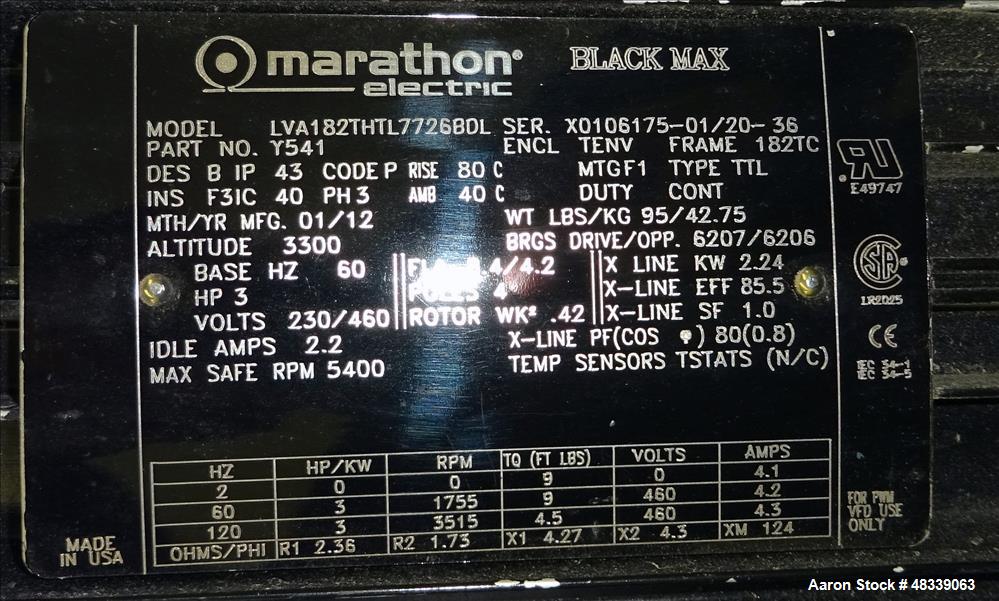 marathon® BLACK MAX
electric
MODEL LVA182THTL7726BDL SER. X0106175-01/20-36
PART NO. Y541 ENCL TENV FRAME 182TC
DES B IP 43 CODE P RISE 80 C MTG F1 TYPE TTL
INS F3 IC 40 PH 3 AMB 40 C DUTY CONT
MTH/YR MFG. 01/12 WT LBS/KG 95/42.75
ALTITUDE 3300 BRGS DRIVE/OPP. 6207/6206
BASE HZ 60 .4/4.2 X LINE KW 2.24
HP 3 POLES 4 X-LINE EFF 85.5
VOLTS 230/460 ROTOR WK² .42 X-LINE SF 1.0
IDLE AMPS 2.2 X-LINE PF(COS φ) 80(0.8)
MAX SAFE RPM 5400 TEMP SENSORS TSTATS (N/C)
HZ HP/KW RPM TQ (FT LBS) VOLTS AMPS
2 0 0 9 0 4.1
60 3 1755 9 460 4.2
120 3 3515 4.5 460 4.3
OHMS/PHI R1 2.36 R2 1.73 X1 4.27 X2 4.3 XM 124
MADE
IN USA
RU®
E49747
CSA®
LR2025
CE
IEC 34-1
IEC 34-5
FOR PWM
VFD USE
ONLY
Aaron Stock # 48339063